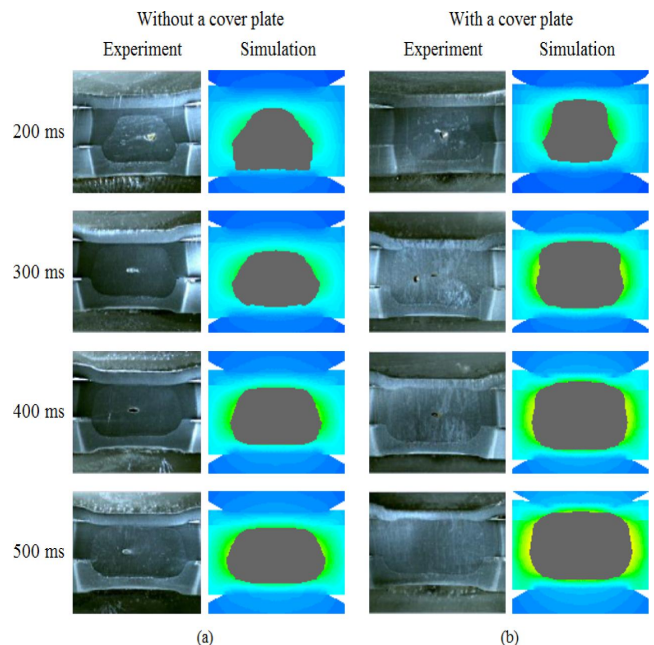 Without a cover plate
With a cover plate
Experiment
Simulation
Experiment
Simulation
200 ms
300 ms
400 ms
500 ms
(a)
(b)